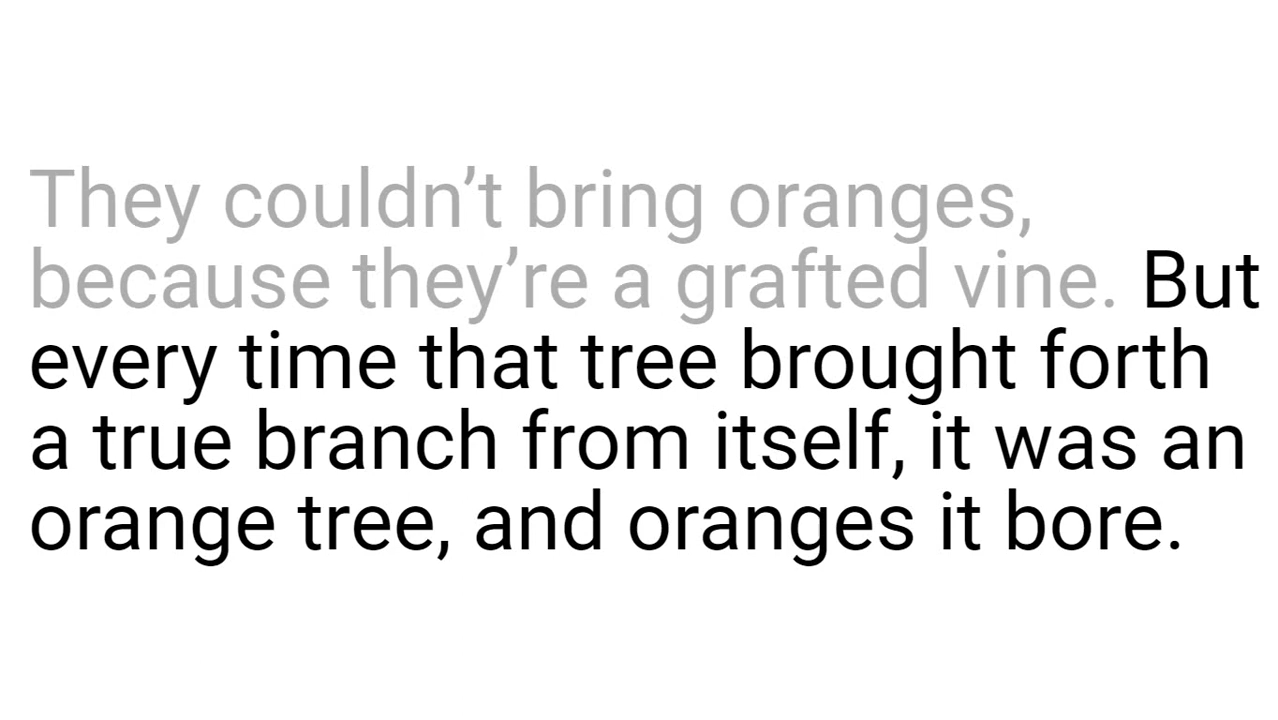 They couldn’t bring oranges,
because they’re a grafted vine. But
every time that tree brought forth
a true branch from itself, it was an
orange tree, and oranges it bore.